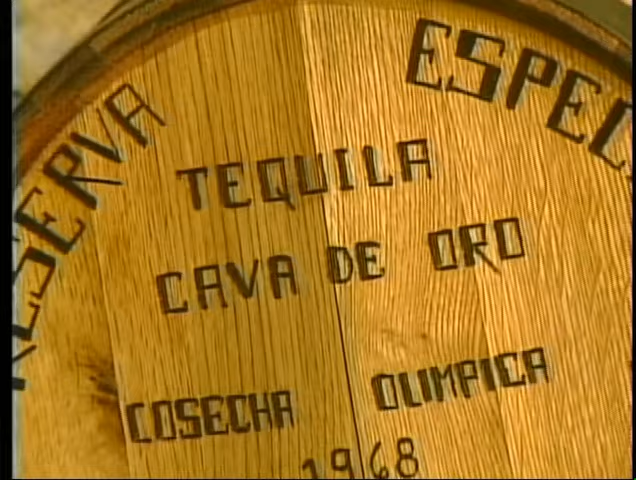 RESERVA ESPEC
TEQUILA
CAVA DE ORO
COSECHA OLIMPICA
1968